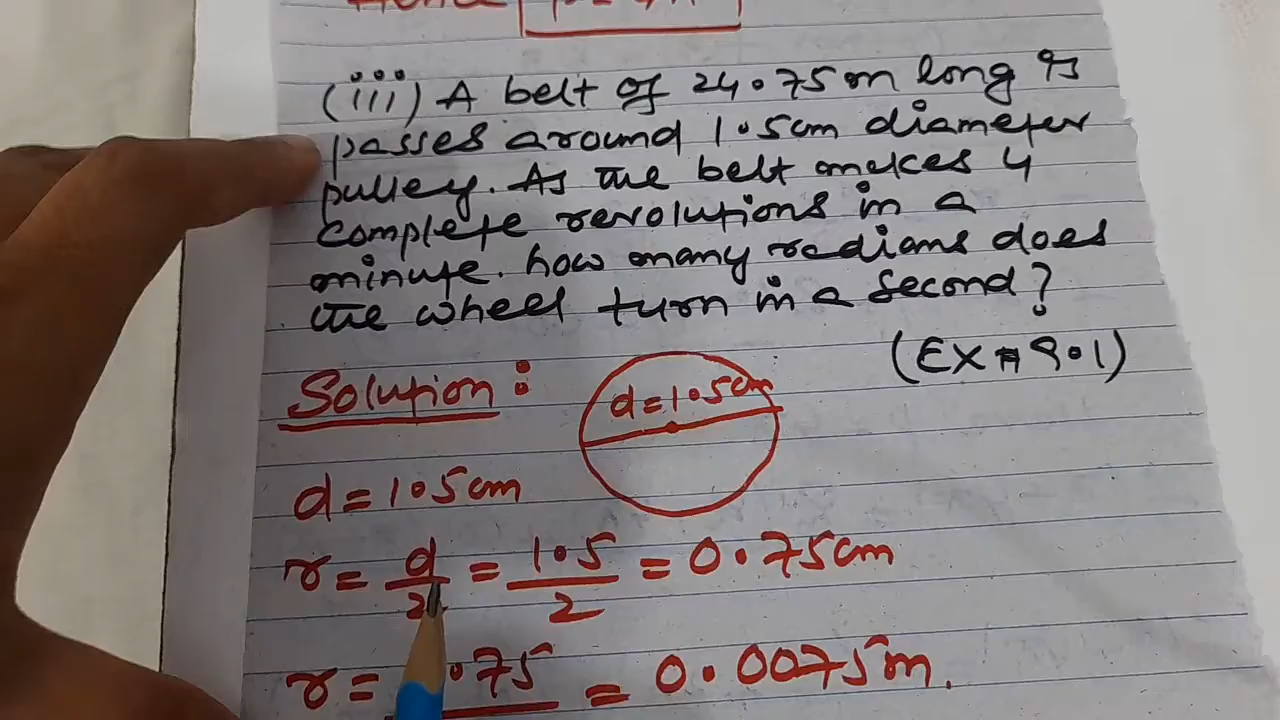 (iii) A belt of 24.75m long is
passes around 1.5cm diameter
pulley. As the belt makes 4
complete revolutions in a
minute. how many radians does
the wheel turn in a second?
(EX # 9.1)
Solution:
d=1.5cm
d=1.5cm
r = d/2 = 1.5/2 = 0.75cm
r = .75 = 0.0075m.